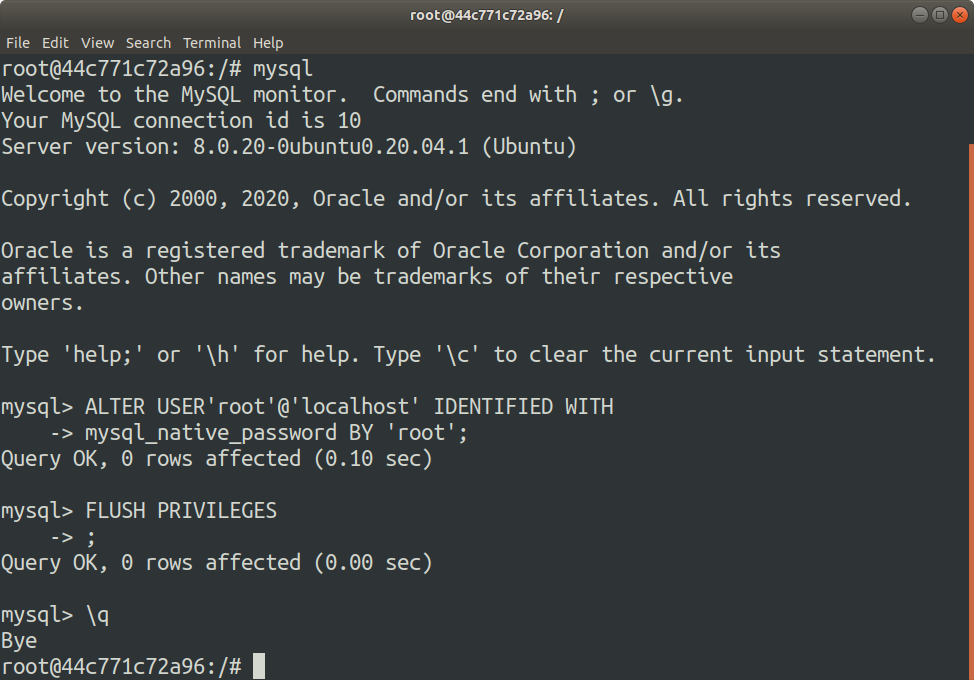 root@44c771c72a96: /
File Edit View Search Terminal Help
root@44c771c72a96:/# mysql
Welcome to the MySQL monitor.  Commands end with ; or \g.
Your MySQL connection id is 10
Server version: 8.0.20-0ubuntu0.20.04.1 (Ubuntu)
Copyright (c) 2000, 2020, Oracle and/or its affiliates. All rights reserved.
Oracle is a registered trademark of Oracle Corporation and/or its
affiliates. Other names may be trademarks of their respective
owners.
Type 'help;' or '\h' for help. Type '\c' to clear the current input statement.
mysql> ALTER USER'root'@'localhost' IDENTIFIED WITH
    -> mysql_native_password BY 'root';
Query OK, 0 rows affected (0.10 sec)
mysql> FLUSH PRIVILEGES
    -> ;
Query OK, 0 rows affected (0.00 sec)
mysql> \q
Bye
root@44c771c72a96:/#